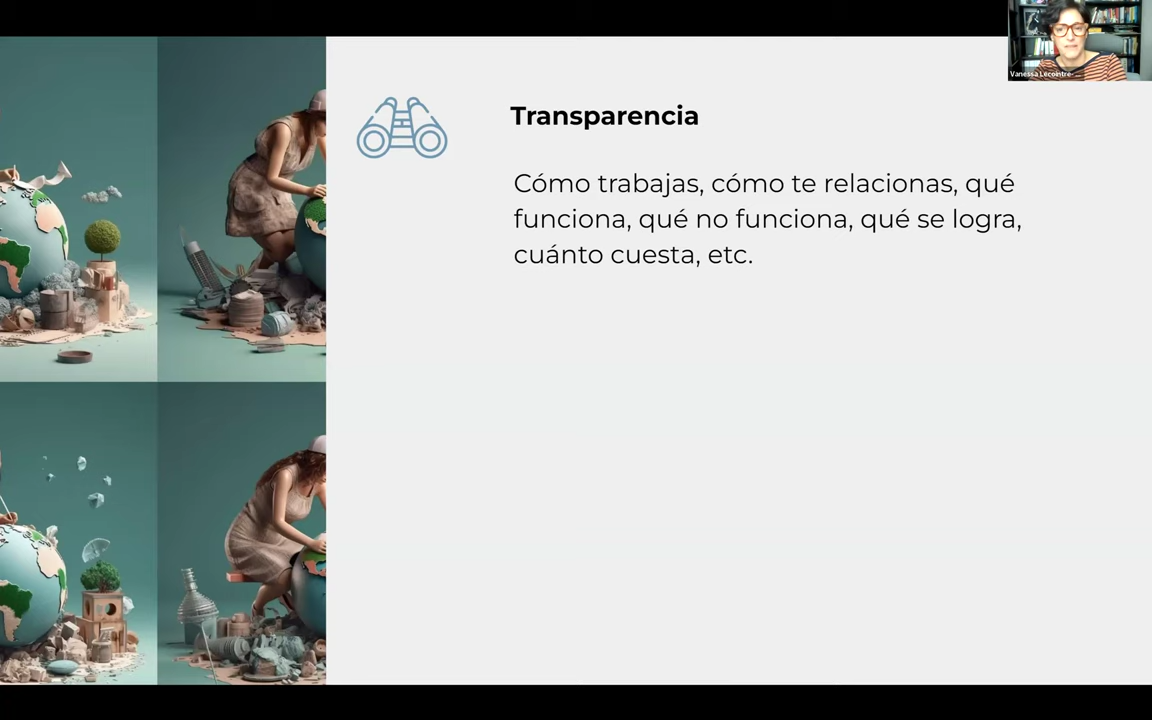 Vanessa Lecointre
Transparencia
Cómo trabajas, cómo te relacionas, qué
funciona, qué no funciona, qué se logra,
cuánto cuesta, etc.